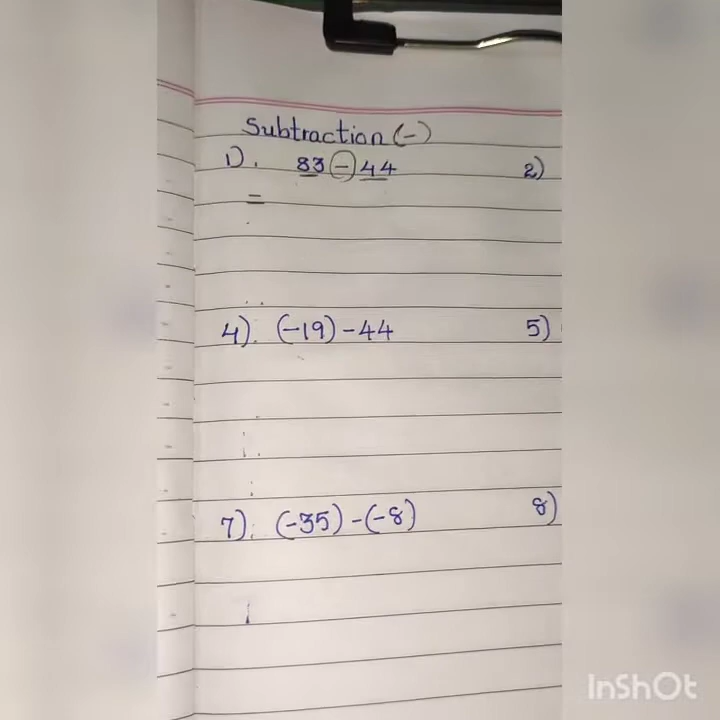 Subtraction (-)
1). 83 - 44 2)
=
4). (-19) - 44 5)
7). (-35) - (-8) 8)
InShOt